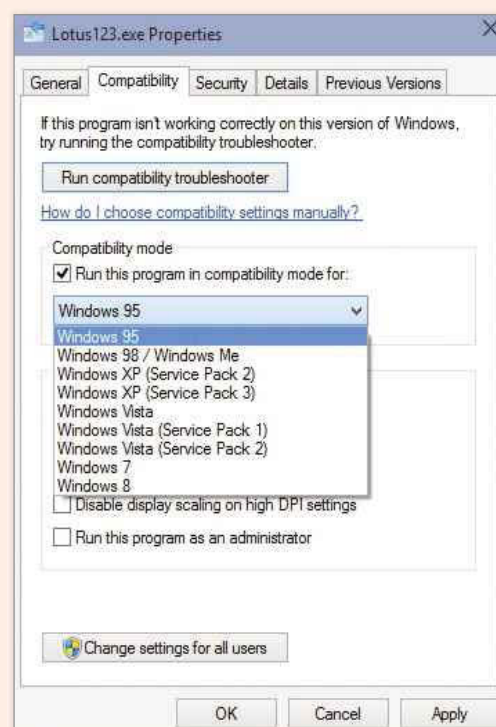 Lotus123.exe Properties
General Compatibility Security Details Previous Versions
If this program isn't working correctly on this version of Windows,
try running the compatibility troubleshooter.
Run compatibility troubleshooter
How do I choose compatibility settings manually?
Compatibility mode
Run this program in compatibility mode for:
Windows 95
Windows 95
Windows 98 / Windows Me
Windows XP (Service Pack 2)
Windows XP (Service Pack 3)
Windows Vista
Windows Vista (Service Pack 1)
Windows Vista (Service Pack 2)
Windows 7
Windows 8
Disable display scaling on high DPI settings
Run this program as an administrator
Change settings for all users
OK Cancel Apply